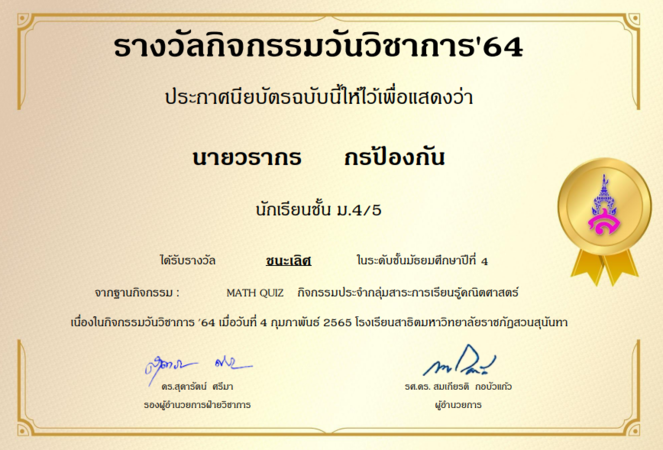 รางวัลกิจกรรมวันวิชาการ'64
ประกาศนียบัตรฉบับนี้ให้ไว้เพื่อแสดงว่า
นายวรากร กรป้องกัน
นักเรียนชั้น ม.4/5
ได้รับรางวัล ชนะเลิศ ในระดับชั้นมัธยมศึกษาปีที่ 4
จากฐานกิจกรรม : MATH QUIZ กิจกรรมประจำกลุ่มสาระการเรียนรู้คณิตศาสตร์
เนื่องในกิจกรรมวันวิชาการ '64 เมื่อวันที่ 4 กุมภาพันธ์ 2565 โรงเรียนสาธิตมหาวิทยาลัยราชภัฏสวนสุนันทา
ดร.สุดารัตน์ ศรีมา
รองผู้อำนวยการฝ่ายวิชาการ
รศ.ดร. สมเกียรติ กอบัวแก้ว
ผู้อำนวยการ